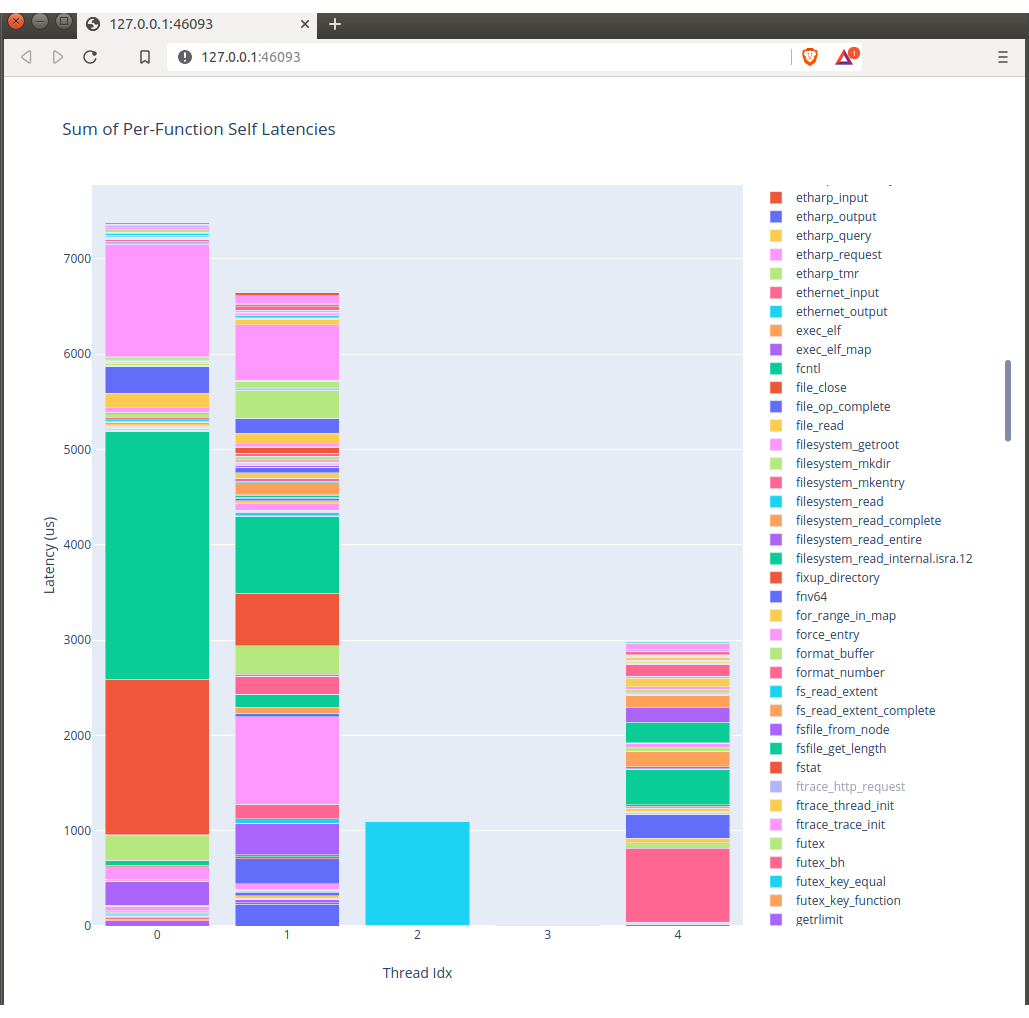 127.0.0.1:46093
127.0.0.1:46093
1
Sum of Per-Function Self Latencies
7000
6000
5000
4000
3000
2000
1000
0
Latency (us)
0 1 2 3 4
Thread Idx
etharp_input
etharp_output
etharp_query
etharp_request
etharp_tmr
ethernet_input
ethernet_output
exec_elf
exec_elf_map
fcntl
file_close
file_op_complete
file_read
filesystem_getroot
filesystem_mkdir
filesystem_mkentry
filesystem_read
filesystem_read_complete
filesystem_read_entire
filesystem_read_internal.isra.12
fixup_directory
fnv64
for_range_in_map
force_entry
format_buffer
format_number
fs_read_extent
fs_read_extent_complete
fsfile_from_node
fsfile_get_length
fstat
ftrace_http_request
ftrace_thread_init
ftrace_trace_init
futex
futex_bh
futex_key_equal
futex_key_function
getrlimit